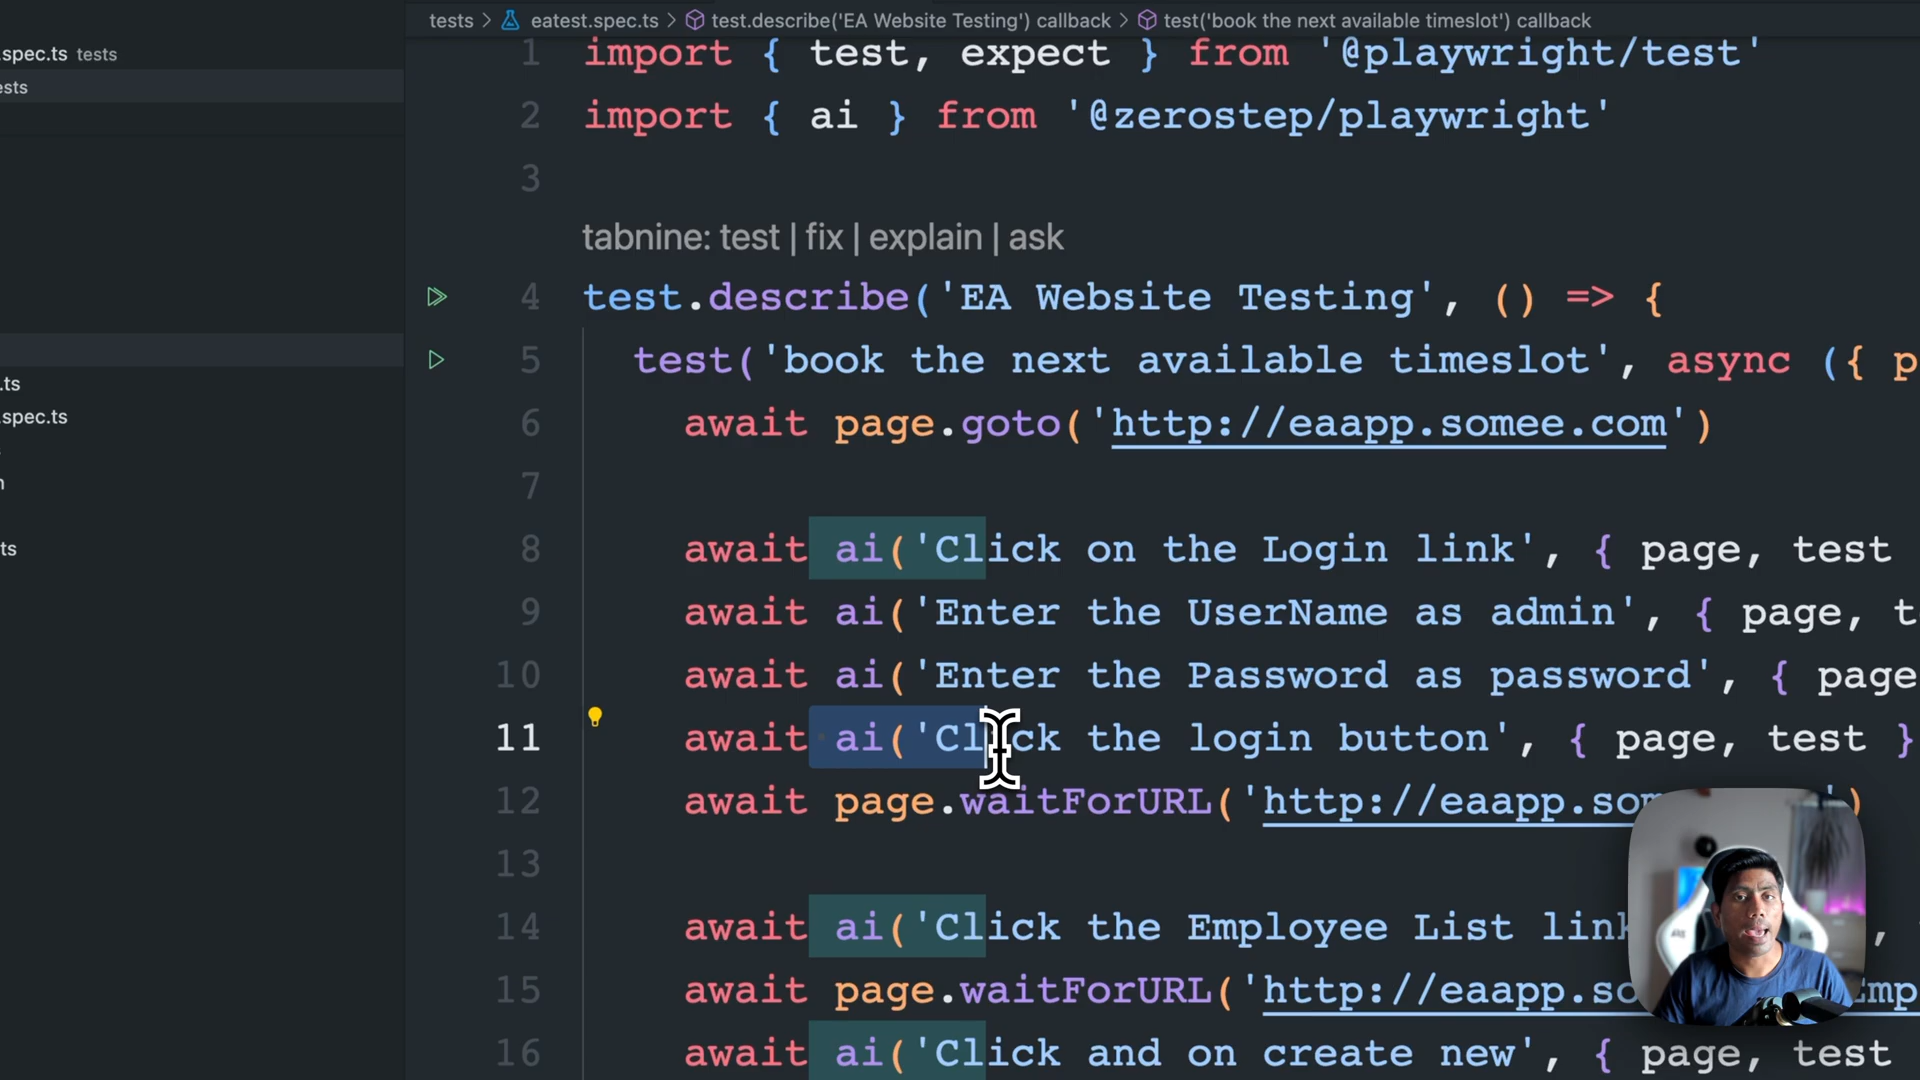 tests > eatest.spec.ts > test.describe('EA Website Testing') callback > test('book the next available timeslot') callback
.spec.ts tests
ests
.ts
.spec.ts
n
ts
1 import { test, expect } from '@playwright/test'
2 import { ai } from '@zerostep/playwright'
3
tabnine: test | fix | explain | ask
4 test.describe('EA Website Testing', () => {
5 test('book the next available timeslot', async ({ p
6 await page.goto('http://eaapp.somee.com')
7
8 await ai('Click on the Login link', { page, test
9 await ai('Enter the UserName as admin', { page, t
10 await ai('Enter the Password as password', { page
11 await ai('Click the login button', { page, test }
12 await page.waitForURL('http://eaapp.som ')
13
14 await ai('Click the Employee List link ,
15 await page.waitForURL('http://eaapp.so Emp
16 await ai('Click and on create new', { page, test